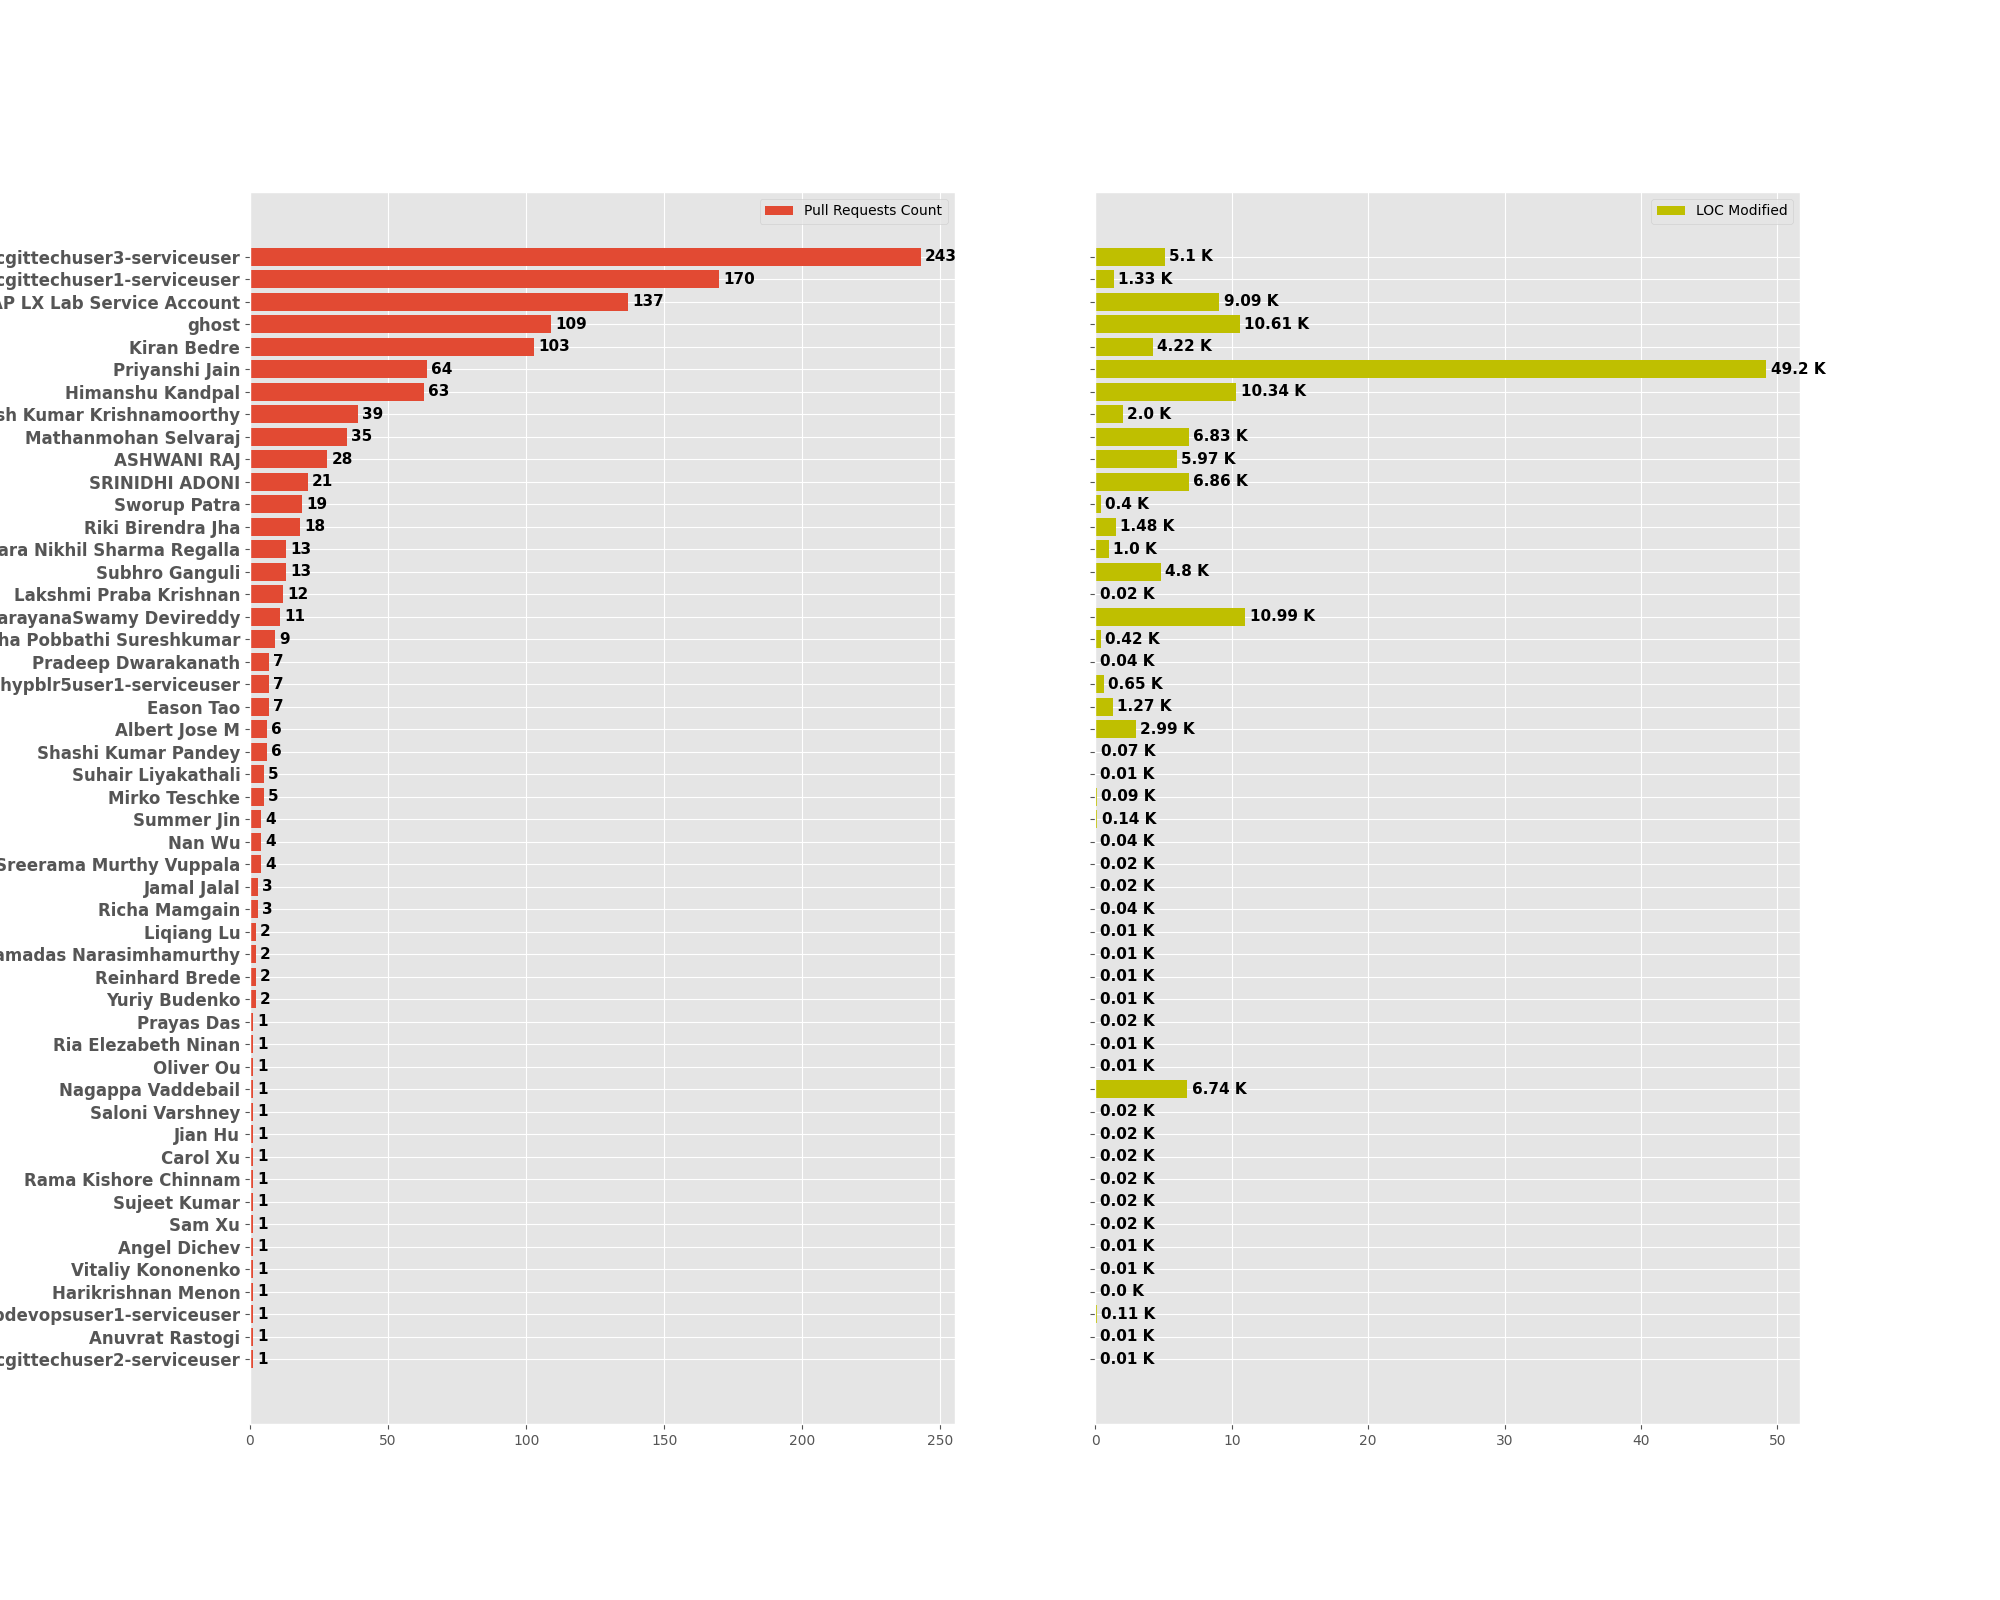 Pull Requests Count
LOC Modified
cgittechuser3-serviceuser 243 5.1 K
cgittechuser1-serviceuser 170 1.33 K
AP LX Lab Service Account 137 9.09 K
ghost 109 10.61 K
Kiran Bedre 103 4.22 K
Priyanshi Jain 64 49.2 K
Himanshu Kandpal 63 10.34 K
sh Kumar Krishnamoorthy 39 2.0 K
Mathanmohan Selvaraj 35 6.83 K
ASHWANI RAJ 28 5.97 K
SRINIDHI ADONI 21 6.86 K
Sworup Patra 19 0.4 K
Riki Birendra Jha 18 1.48 K
ara Nikhil Sharma Regalla 13 1.0 K
Subhro Ganguli 13 4.8 K
Lakshmi Praba Krishnan 12 0.02 K
arayanaSwamy Devireddy 11 10.99 K
ha Pobbathi Sureshkumar 9 0.42 K
Pradeep Dwarakanath 7 0.04 K
hypblr5user1-serviceuser 7 0.65 K
Eason Tao 7 1.27 K
Albert Jose M 6 2.99 K
Shashi Kumar Pandey 6 0.07 K
Suhair Liyakathali 5 0.01 K
Mirko Teschke 5 0.09 K
Summer Jin 4 0.14 K
Nan Wu 4 0.04 K
Sreerama Murthy Vuppala 4 0.02 K
Jamal Jalal 3 0.02 K
Richa Mamgain 3 0.04 K
Liqiang Lu 2 0.01 K
amadas Narasimhamurthy 2 0.01 K
Reinhard Brede 2 0.01 K
Yuriy Budenko 2 0.01 K
Prayas Das 1 0.02 K
Ria Elezabeth Ninan 1 0.01 K
Oliver Ou 1 0.01 K
Nagappa Vaddebail 1 6.74 K
Saloni Varshney 1 0.02 K
Jian Hu 1 0.02 K
Carol Xu 1 0.02 K
Rama Kishore Chinnam 1 0.02 K
Sujeet Kumar 1 0.02 K
Sam Xu 1 0.02 K
Angel Dichev 1 0.01 K
Vitaliy Kononenko 1 0.01 K
Harikrishnan Menon 1 0.0 K
pdevopsuser1-serviceuser 1 0.11 K
Anuvrat Rastogi 1 0.01 K
cgittechuser2-serviceuser 1 0.01 K
0 50 100 150 200 250
0 10 20 30 40 50